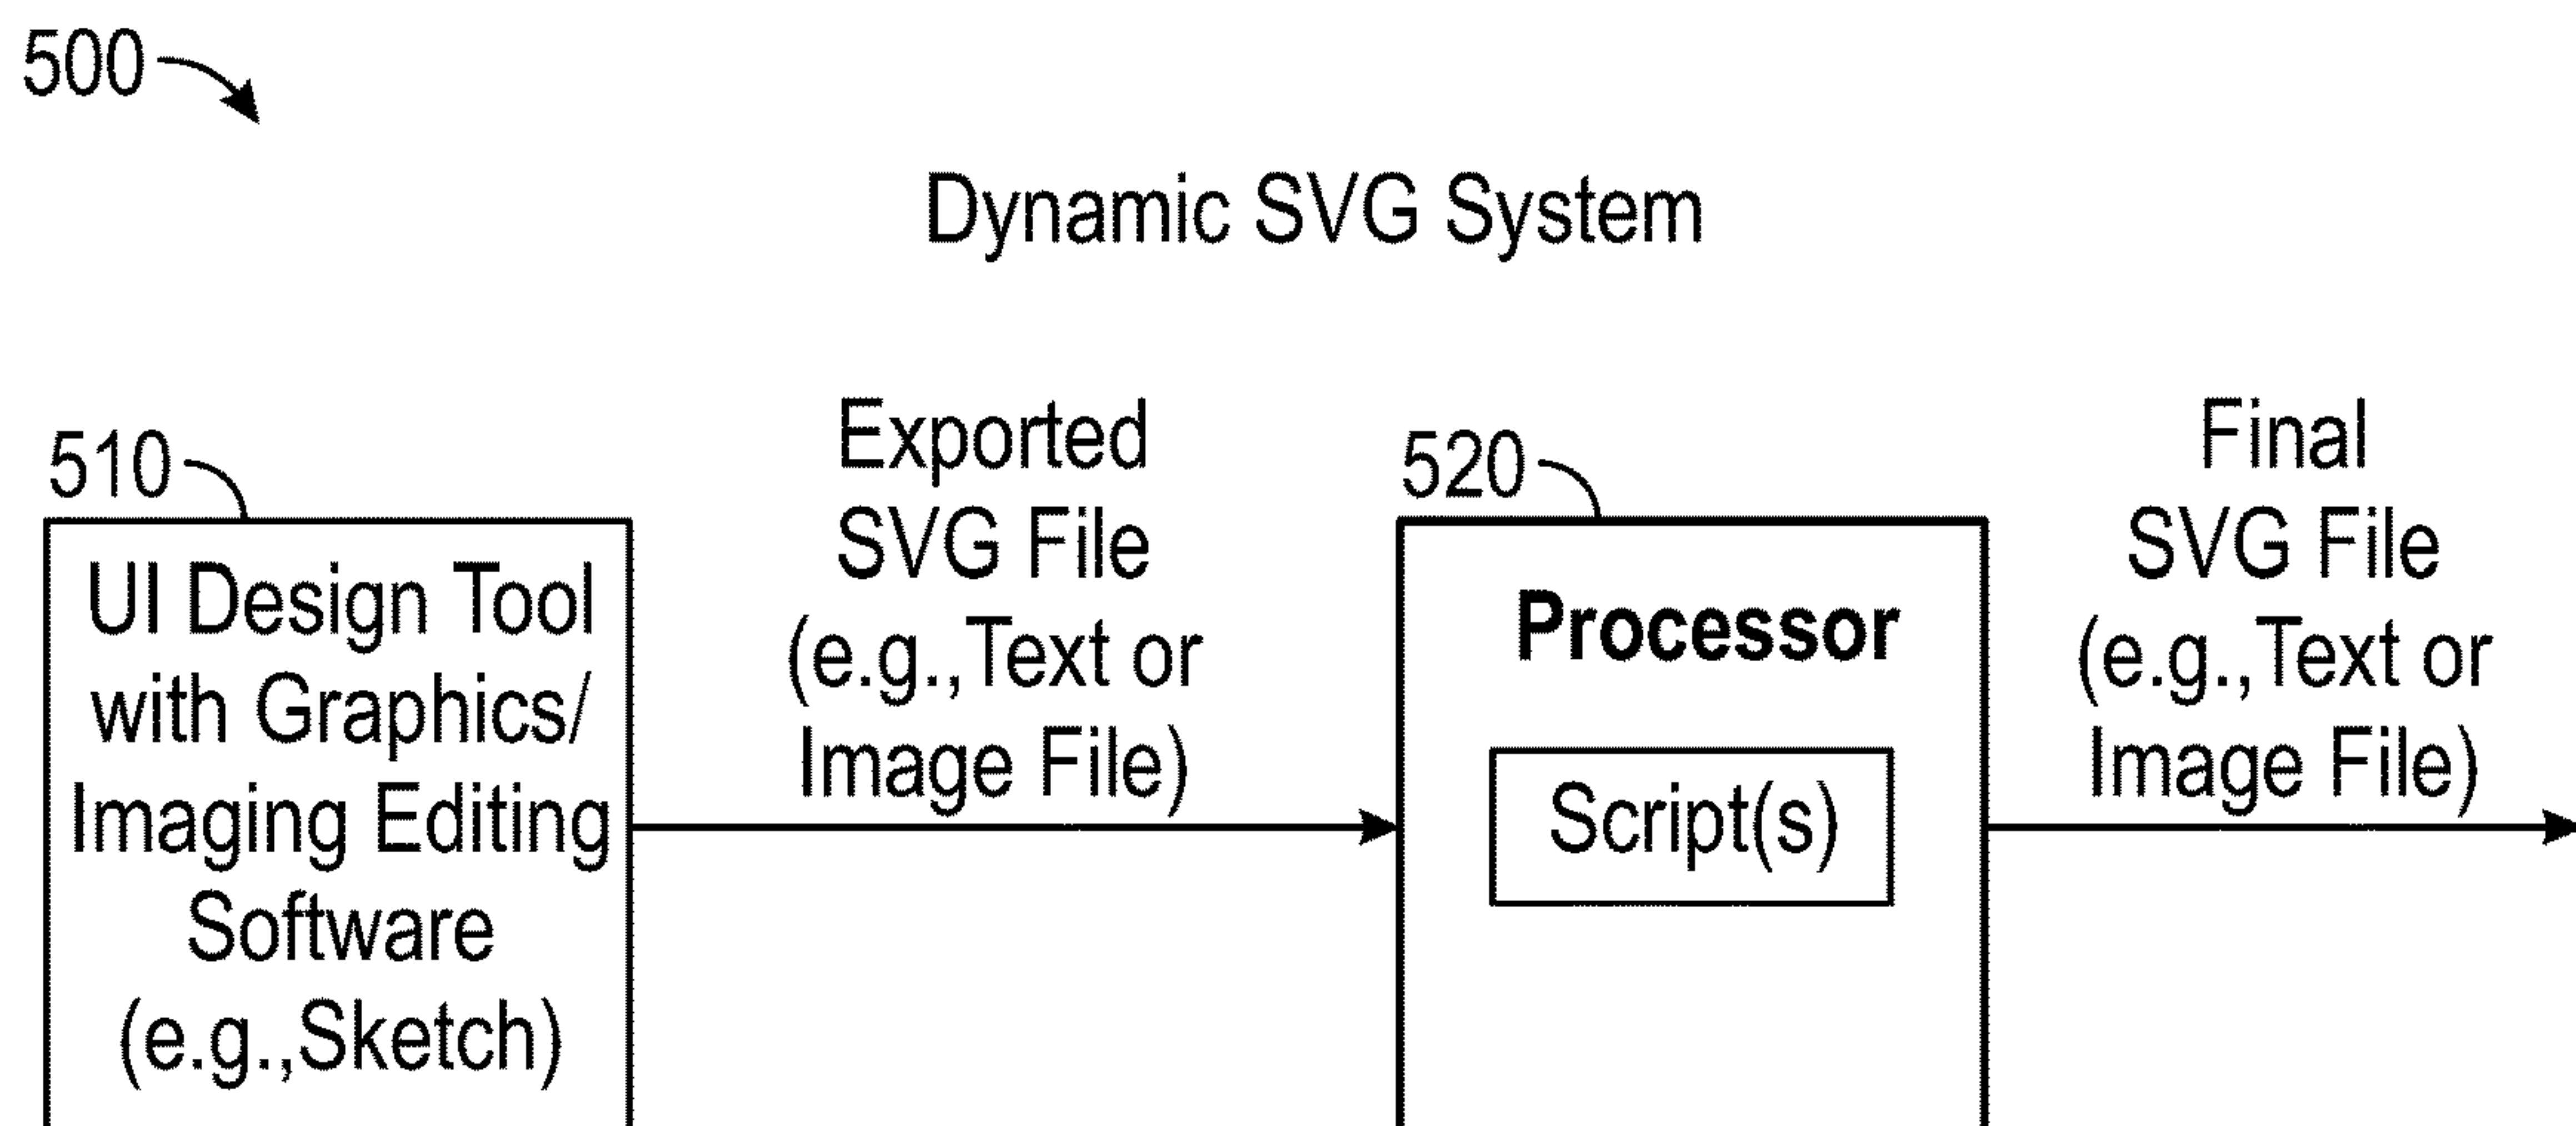 500
Dynamic SVG System
510
UI Design Tool
with Graphics/
Imaging Editing
Software
(e.g.,Sketch)
Exported
SVG File
(e.g.,Text or
Image File)
520
Processor
Script(s)
Final
SVG File
(e.g.,Text or
Image File)